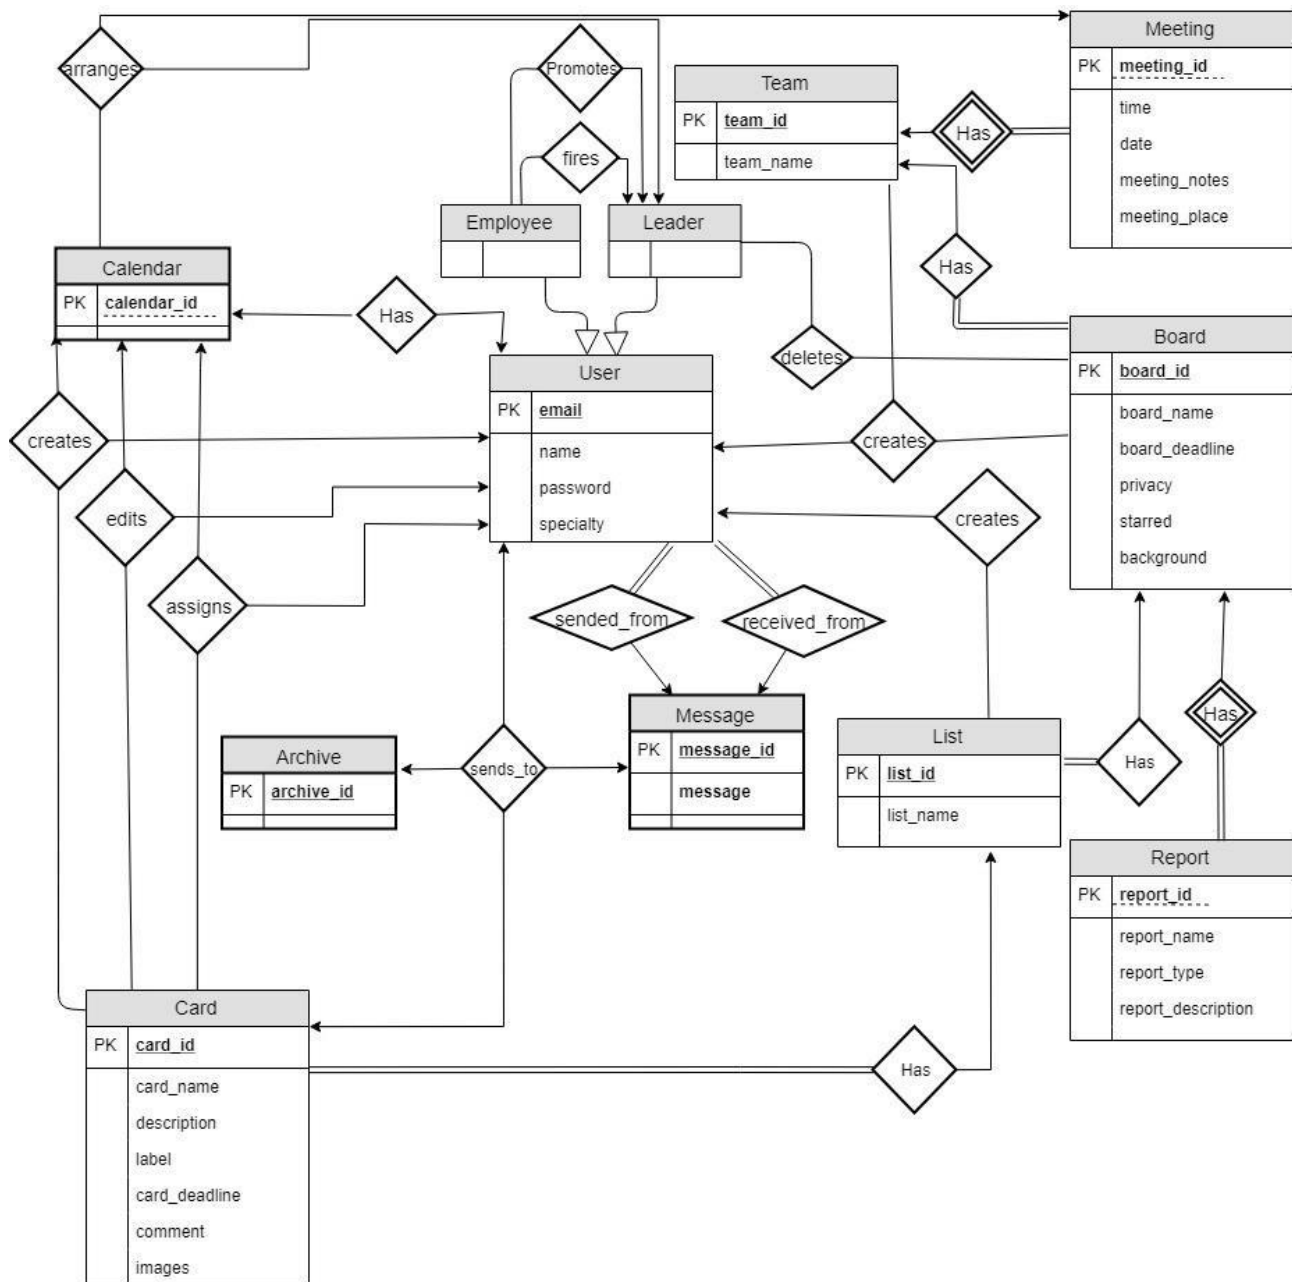 arranges
Meeting
PK meeting_id
time
date
meeting_notes
meeting_place
Promotes
fires
Team
PK team_id
team_name
Has
Employee
Leader
Has
Calendar
PK calendar_id
Has
deletes
User
PK email
name
password
specialty
Board
PK board_id
board_name
board_deadline
privacy
starred
background
creates
edits
assigns
creates
creates
sended_from
received_from
Archive
PK archive_id
sends_to
Message
PK message_id
message
List
PK list_id
list_name
Has
Has
Report
PK report_id
report_name
report_type
report_description
Card
PK card_id
card_name
description
label
card_deadline
comment
images
Has